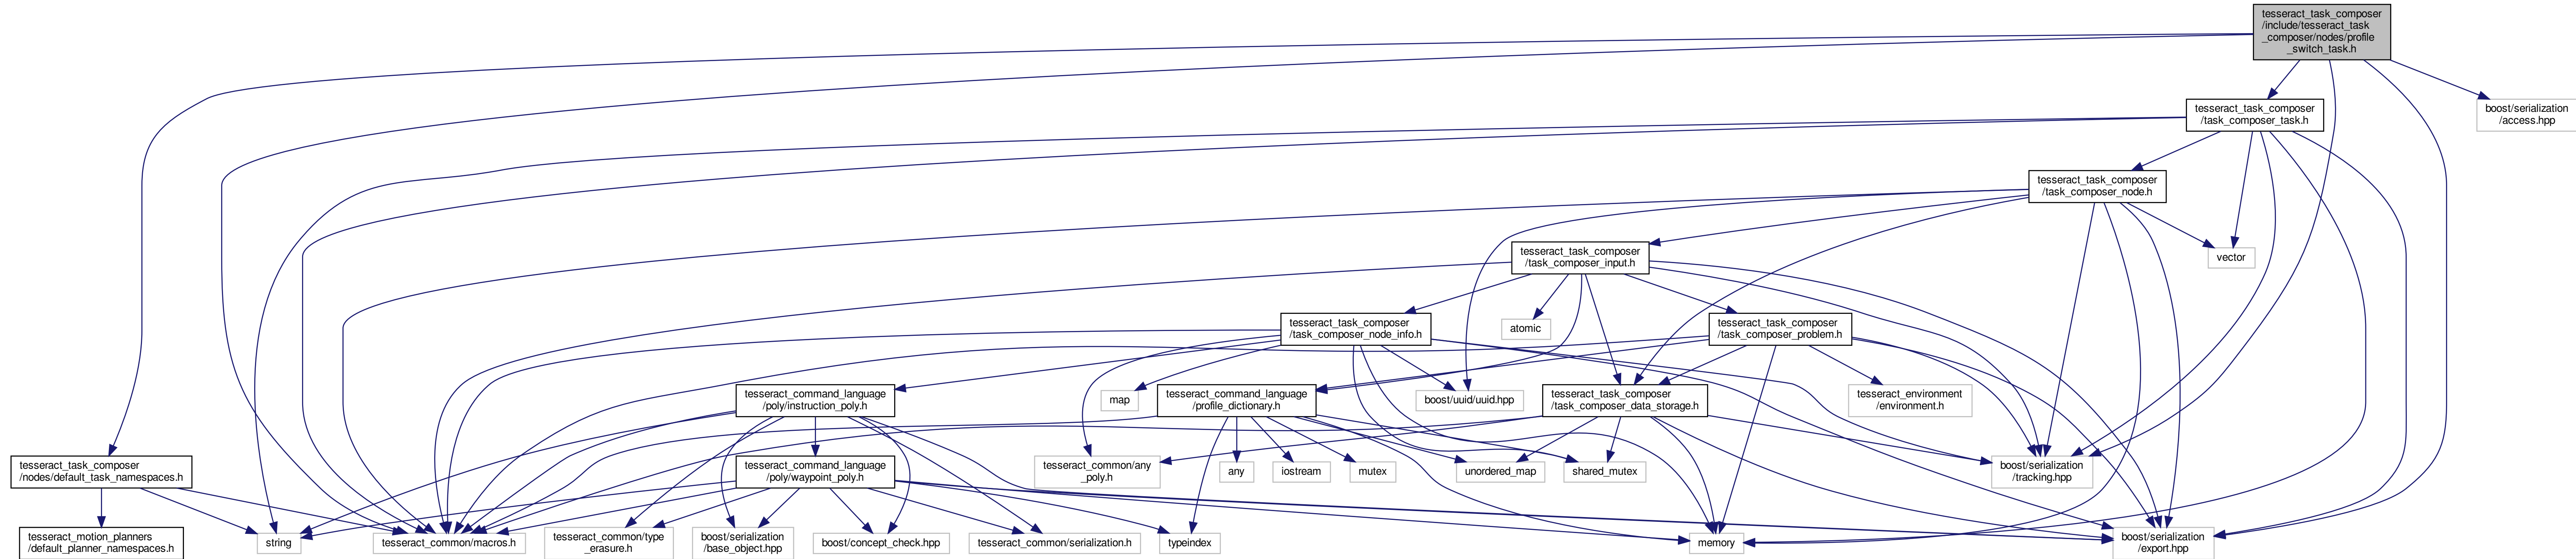 tesseract_task_composer
/include/tesseract_task
_composer/nodes/profile
_switch_task.h
tesseract_task_composer
/task_composer_task.h
boost/serialization
/access.hpp
tesseract_task_composer
/task_composer_node.h
tesseract_task_composer
/task_composer_input.h
vector
tesseract_task_composer
/task_composer_node_info.h
atomic
tesseract_task_composer
/task_composer_problem.h
tesseract_command_language
/poly/instruction_poly.h
map
tesseract_command_language
/profile_dictionary.h
boost/uuid/uuid.hpp
tesseract_task_composer
/task_composer_data_storage.h
tesseract_environment
/environment.h
tesseract_task_composer
/nodes/default_task_namespaces.h
tesseract_command_language
/poly/waypoint_poly.h
tesseract_common/any
_poly.h
any
iostream
mutex
unordered_map
shared_mutex
boost/serialization
/tracking.hpp
tesseract_motion_planners
/default_planner_namespaces.h
string
tesseract_common/macros.h
tesseract_common/type
_erasure.h
boost/serialization
/base_object.hpp
boost/concept_check.hpp
tesseract_common/serialization.h
typeindex
memory
boost/serialization
/export.hpp